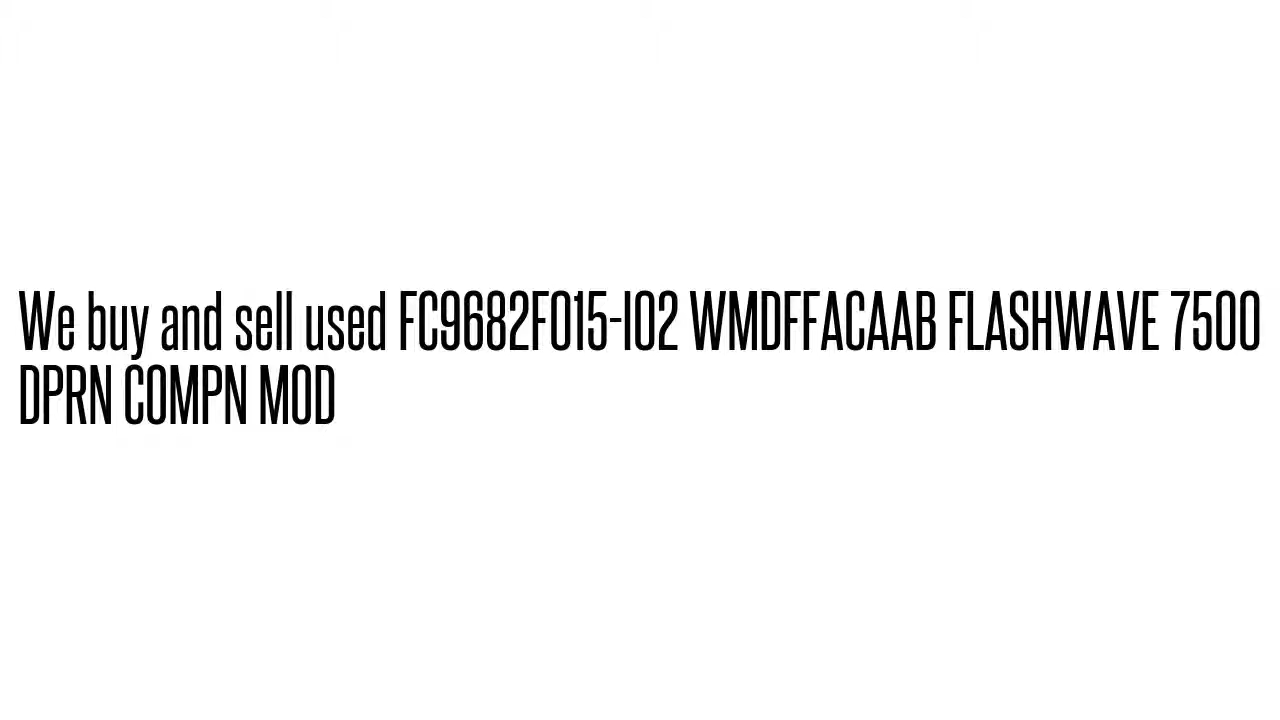 We buy and sell used FC9682F015-I02 WMDFFACAAB FLASHWAVE 7500
DPRN COMPN MOD